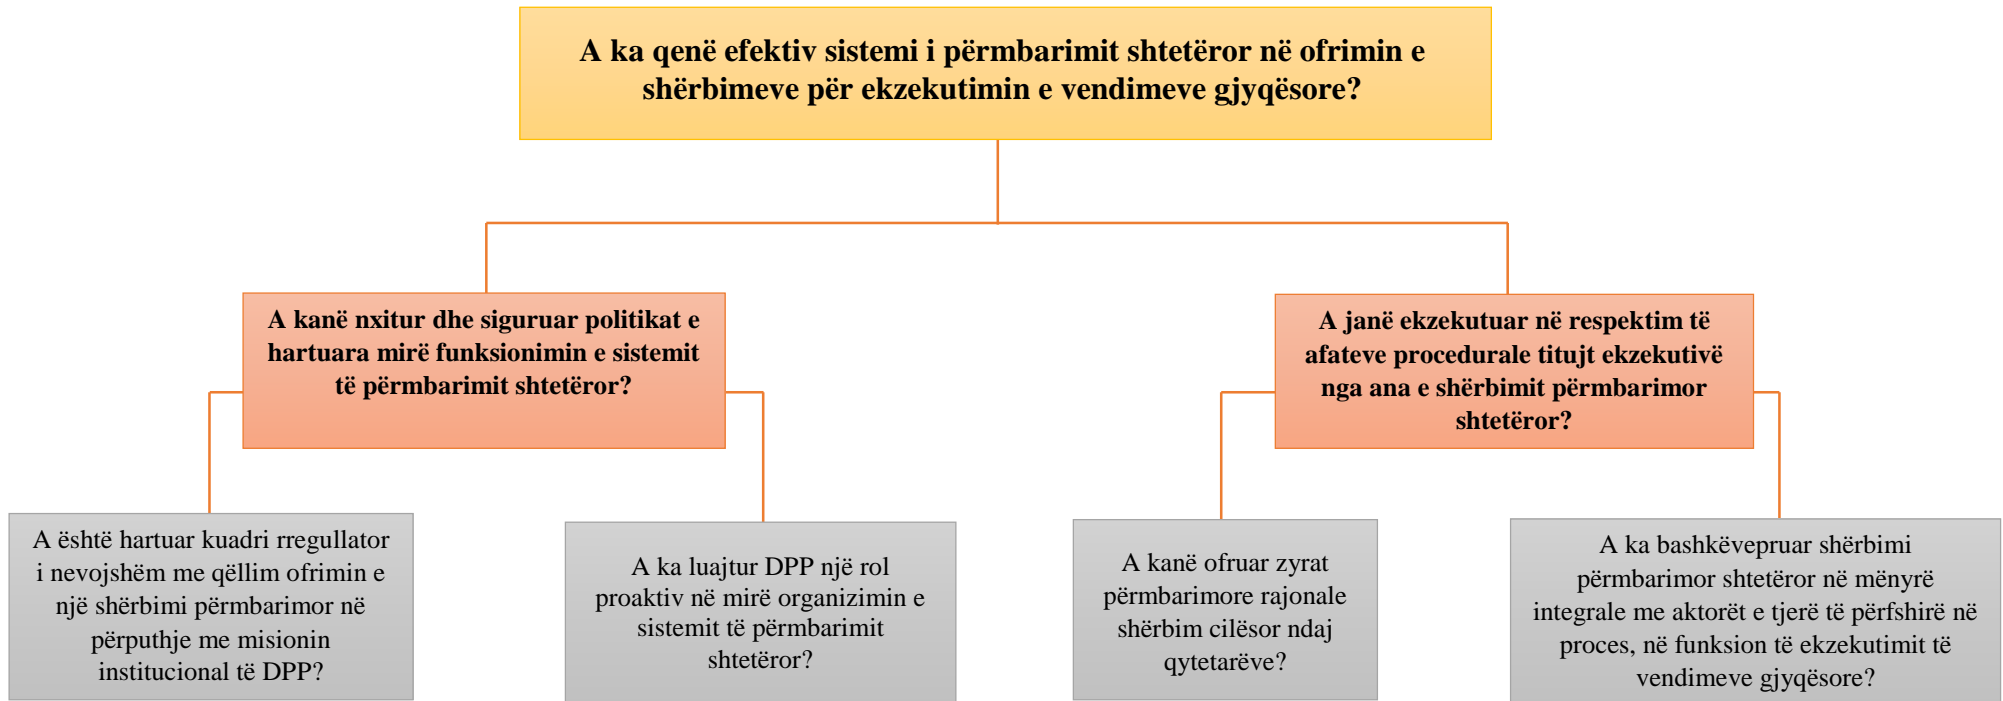 A ka qenë efektiv sistemi i përmbarimit shtetëror në ofrimin e
shërbimeve për ekzekutimin e vendimeve gjyqësore?
A kanë nxitur dhe siguruar politikat e
hartuara mirë funksionimin e sistemit
të përmbarimit shtetëror?
A janë ekzekutuar në respektim të
afateve procedurale titujt ekzekutivë
nga ana e shërbimit përmbarimor
shtetëror?
A është hartuar kuadri rregullator
i nevojshëm me qëllim ofrimin e
një shërbimi përmbarimor në
përputhje me misionin
institucional të DPP?
A ka luajtur DPP një rol
proaktiv në mirë organizimin e
sistemit të përmbarimit
shtetëror?
A kanë ofruar zyrat
përmbarimore rajonale
shërbim cilësor ndaj
qytetarëve?
A ka bashkëvepruar shërbimi
përmbarimor shtetëror në mënyrë
integrale me aktorët e tjerë të përfshirë në
proces, në funksion të ekzekutimit të
vendimeve gjyqësore?